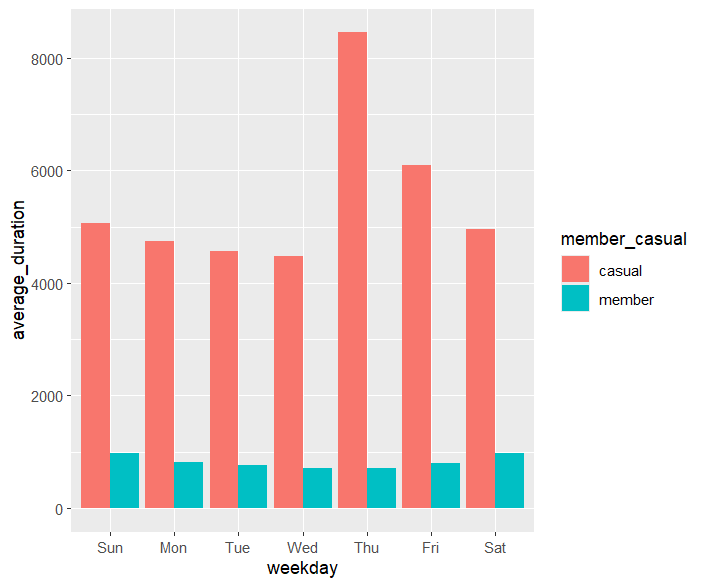 average_duration
8000
6000
4000
2000
0
Sun Mon Tue Wed Thu Fri Sat
weekday
member_casual
casual
member